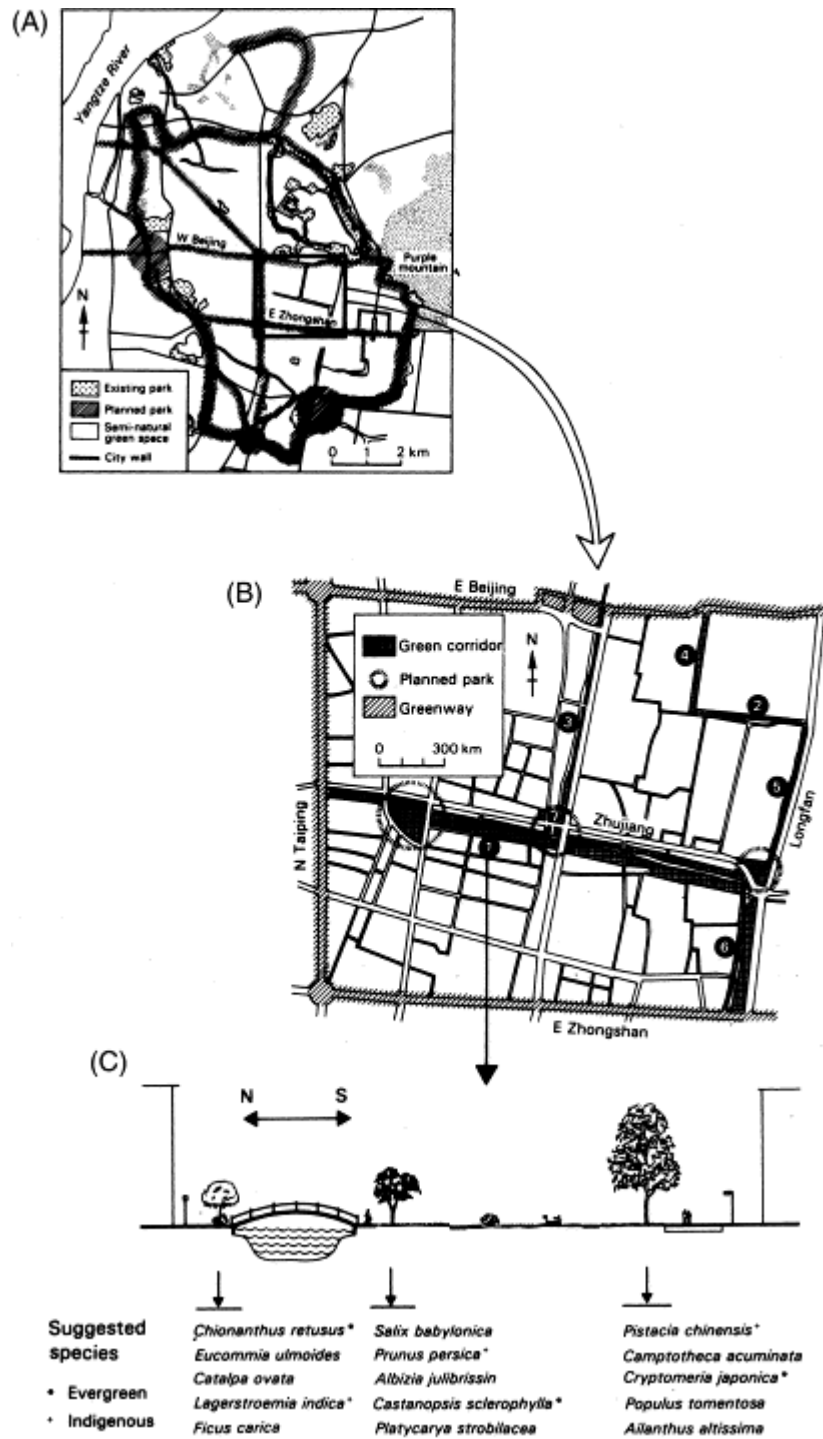 (A)
Yangtze River
W Beijing
Purple
mountain
N
E Zhongshan
Existing park
Planned park
Semi-natural
green space
City wall
0 1 2 km
(B)
E Beijing
N
Green corridor
Planned park
Greenway
0 300 km
4
2
3
5
Zhujiang
Longfan
N Taiping
1
6
E Zhongshan
(C)
N S
Suggested
species
• Evergreen
+ Indigenous
Chionanthus retusus•
Eucommia ulmoides
Catalpa ovata
Lagerstroemia indica+
Ficus carica
Salix babylonica
Prunus persica+
Albizia julibrissin
Castanopsis sclerophylla•
Platycarya strobilacea
Pistacia chinensis+
Camptotheca acuminata
Cryptomeria japonica•
Populus tomentosa
Ailanthus altissima